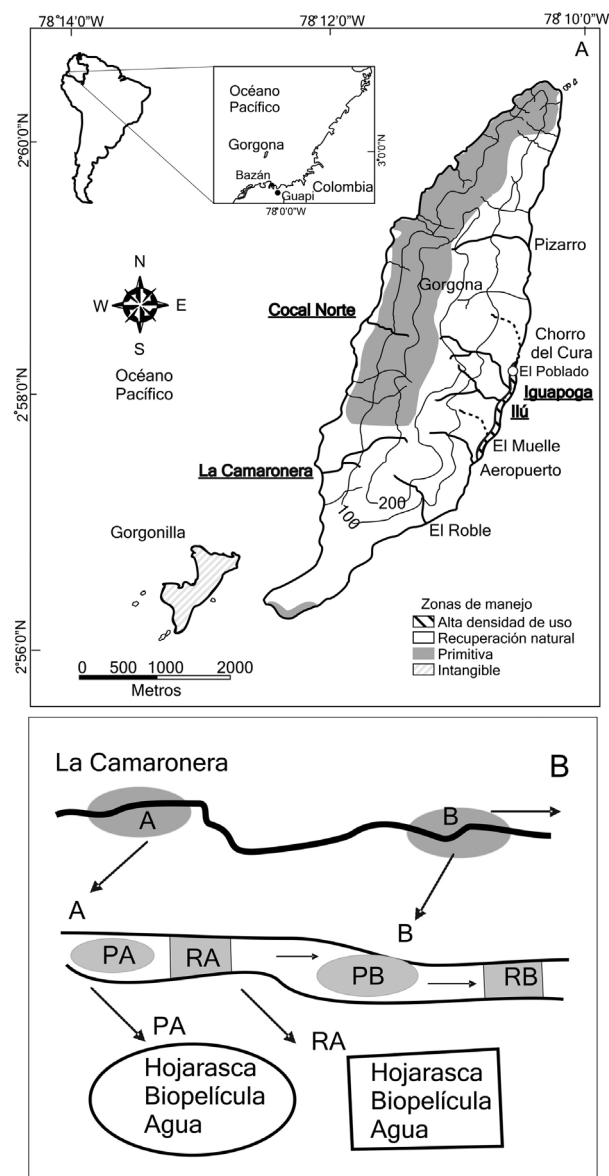 78°14'0"W
78°12'0"W
78°10'0"W
A
2°60'0"N
2°58'0"N
2°56'0"N
Océano
Pacífico
Gorgona
Bazán
Guapi
Colombia
3°0'0"N
78°0'0"W
N
W
E
S
Océano
Pacífico
Pizarro
Gorgona
Cocal Norte
Chorro
del Cura
El Poblado
Iguapoga
Ilú
El Muelle
Aeropuerto
La Camaronera
200
100
El Roble
Gorgonilla
Zonas de manejo
Alta densidad de uso
Recuperación natural
Primitiva
Intangible
0 500 1000 2000
Metros
La Camaronera
B
A
B
A
B
PA
RA
PB
RB
PA
RA
Hojarasca
Biopelícula
Agua
Hojarasca
Biopelícula
Agua